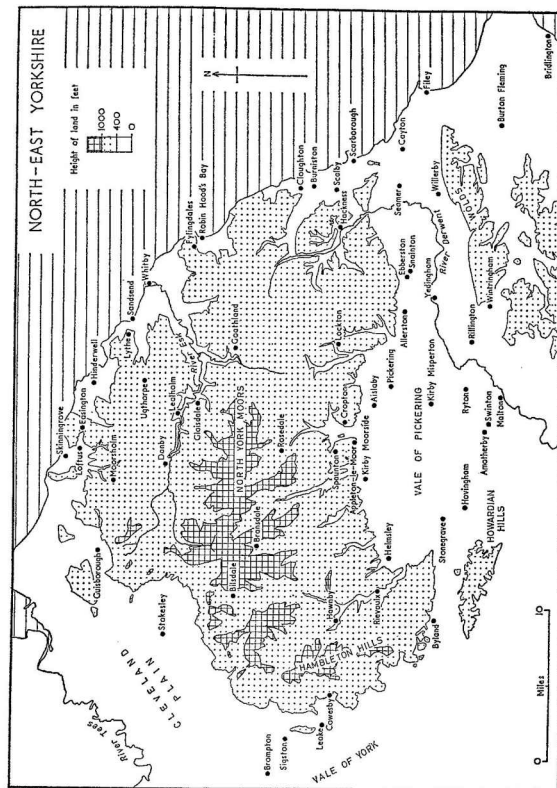 NORTH-EAST YORKSHIRE
Height of land in feet
1000
400
0
N
Skinningrove
Loftus
Easington
Hinderwell
Moorsholm
Guisborough
Stokesley
CLEVELAND
PLAIN
River Tees
Lythe
Sandsend
Whitby
Ugthorpe
Lealholm
Danby
Glaisdale
River Esk
Fylingdales
Robin Hood's Bay
Goathland
NORTH YORK MOORS
Rosedale
Bransdale
Bilsdale
Cloughton
Burniston
Scalby
Scarborough
Hackness
Lockton
Cropton
Spaunton
Appleton-le-Moors
Kirby Moorside
Aislaby
Pickering
Hawnby
HAMBLETON HILLS
Cowesby
Leake
Sigston
Brompton
VALE OF YORK
Rievaulx
Helmsley
Byland
Allerston
Ebberston
Snainton
Seamer
Cayton
Filey
Willerby
WOLDS
River Derwent
Yedingham
VALE OF PICKERING
Kirby Misperton
Rillington
Wintringham
Burton Fleming
Bridlington
Ryton
Swinton
Malton
Amotherby
Hovingham
Stonegrave
HOWARDIAN
HILLS
0
10
Miles